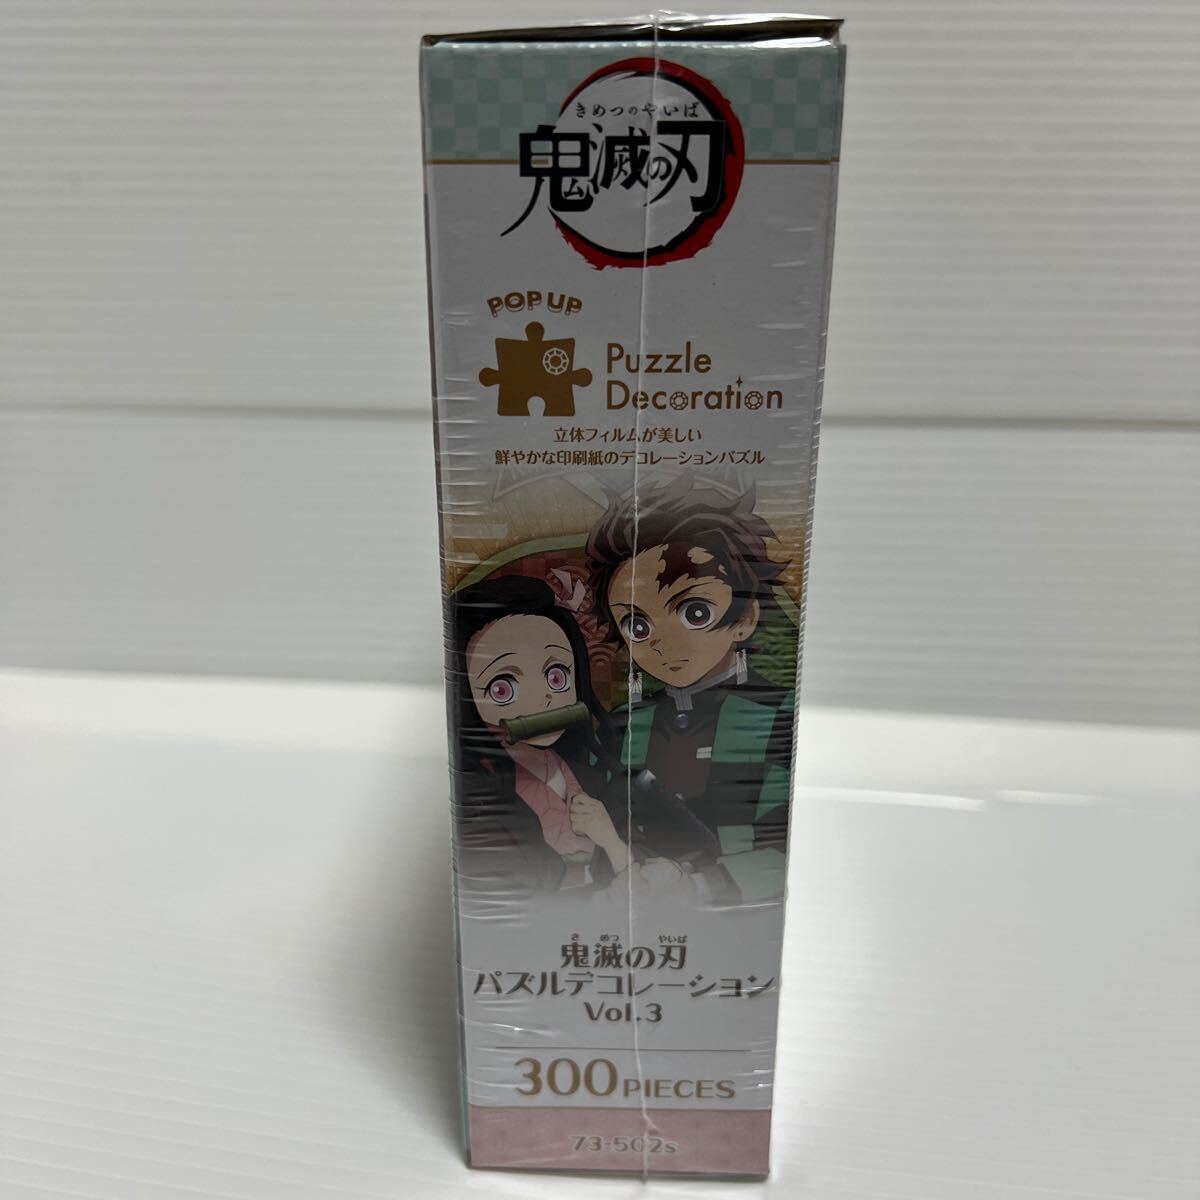 きめつのやいば
鬼滅の刃
POP UP
Puzzle
Decoration
立体フィルムが美しい
鮮やかな印刷紙のデコレーションパズル
き めつ やいば
鬼滅の刃
パズルデコレーション
Vol.3
300 PIECES
73-502s